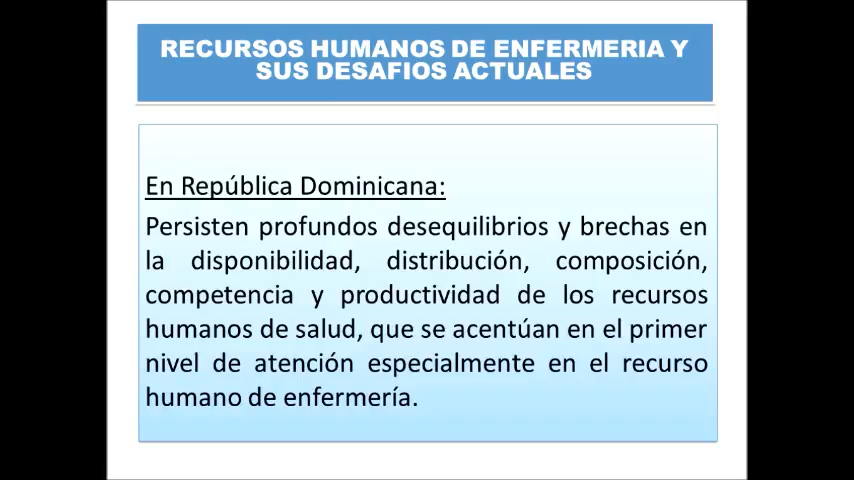 RECURSOS HUMANOS DE ENFERMERIA Y
SUS DESAFIOS ACTUALES
En República Dominicana:
Persisten profundos desequilibrios y brechas en
la disponibilidad, distribución, composición,
competencia y productividad de los recursos
humanos de salud, que se acentúan en el primer
nivel de atención especialmente en el recurso
humano de enfermería.